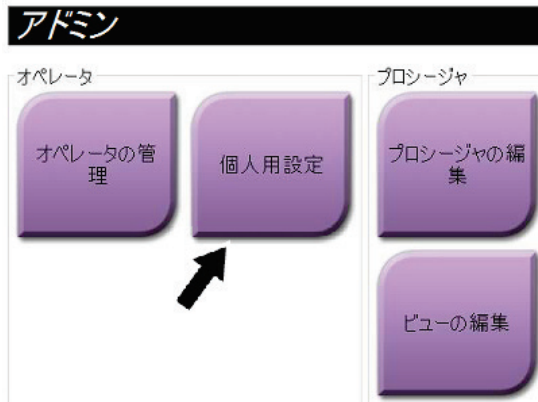 アドミン
オペレータ
プロシージャ
オペレータの管
理
個人用設定
プロシージャの編
集
ビューの編集